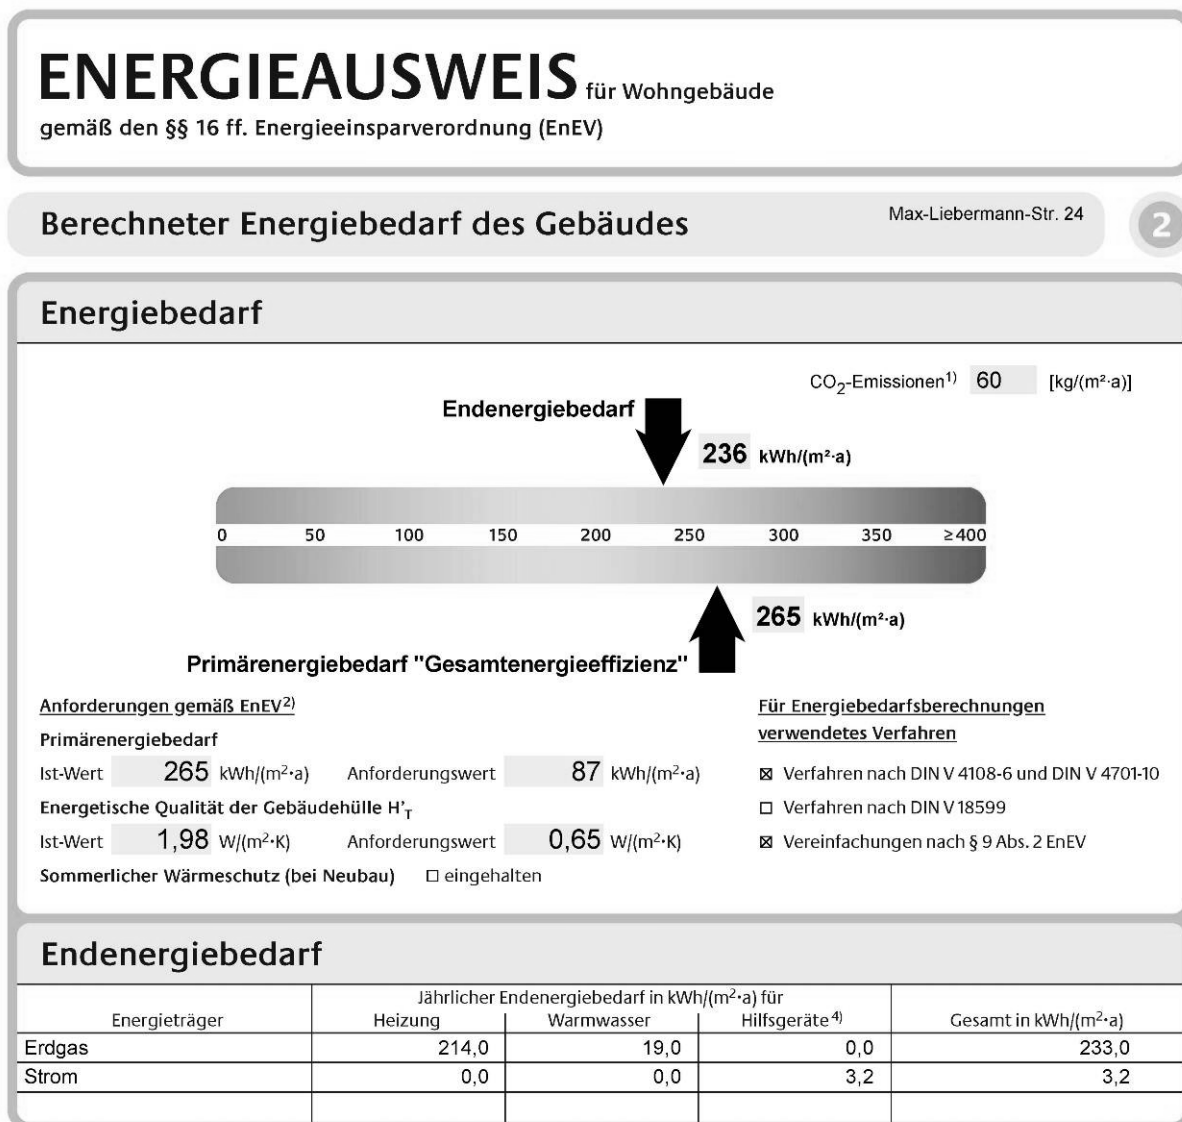 ENERGIEAUSWEIS für Wohngebäude
gemäß den §§ 16 ff. Energieeinsparverordnung (EnEV)
Berechneter Energiebedarf des Gebäudes
Max-Liebermann-Str. 24
2
Energiebedarf
CO2-Emissionen1) 60 [kg/(m²·a)]
Endenergiebedarf
236 kWh/(m²·a)
0 50 100 150 200 250 300 350 ≥400
265 kWh/(m²·a)
Primärenergiebedarf "Gesamtenergieeffizienz"
Anforderungen gemäß EnEV2)
Primärenergiebedarf
Ist-Wert 265 kWh/(m²·a) Anforderungswert 87 kWh/(m²·a)
Energetische Qualität der Gebäudehülle H'T
Ist-Wert 1,98 W/(m²·K) Anforderungswert 0,65 W/(m²·K)
Sommerlicher Wärmeschutz (bei Neubau) ☐ eingehalten
Für Energiebedarfsberechnungen
verwendetes Verfahren
☒ Verfahren nach DIN V 4108-6 und DIN V 4701-10
☐ Verfahren nach DIN V 18599
☒ Vereinfachungen nach § 9 Abs. 2 EnEV
Endenergiebedarf
Jährlicher Endenergiebedarf in kWh/(m²·a) für
Energieträger Heizung Warmwasser Hilfsgeräte4) Gesamt in kWh/(m²·a)
Erdgas 214,0 19,0 0,0 233,0
Strom 0,0 0,0 3,2 3,2